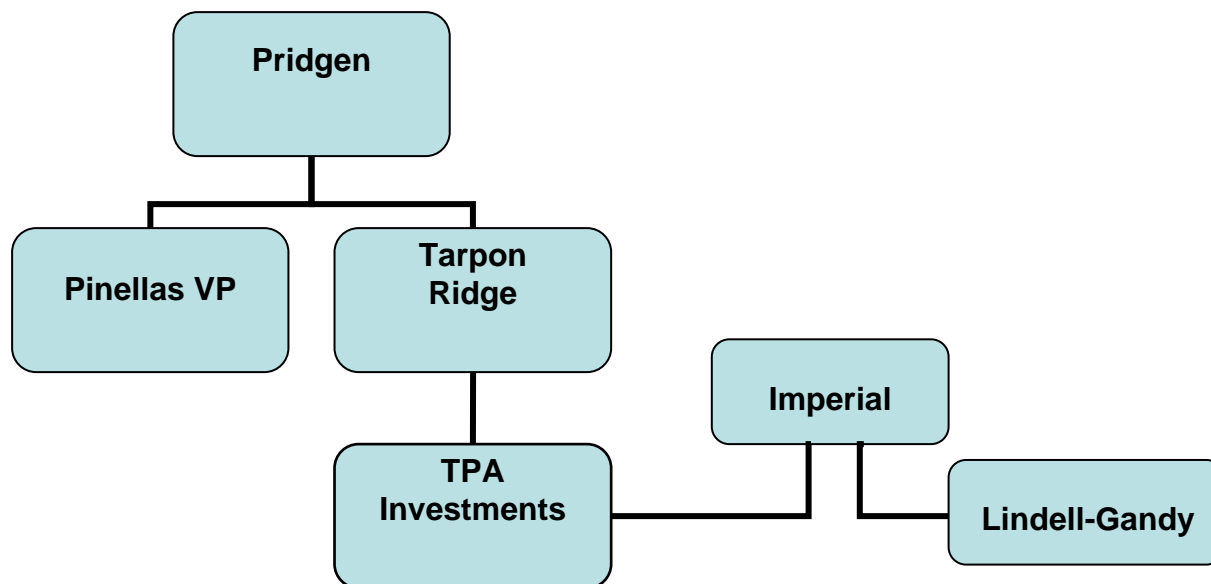 Pridgen
Pinellas VP
Tarpon
Ridge
Imperial
TPA
Investments
Lindell-Gandy